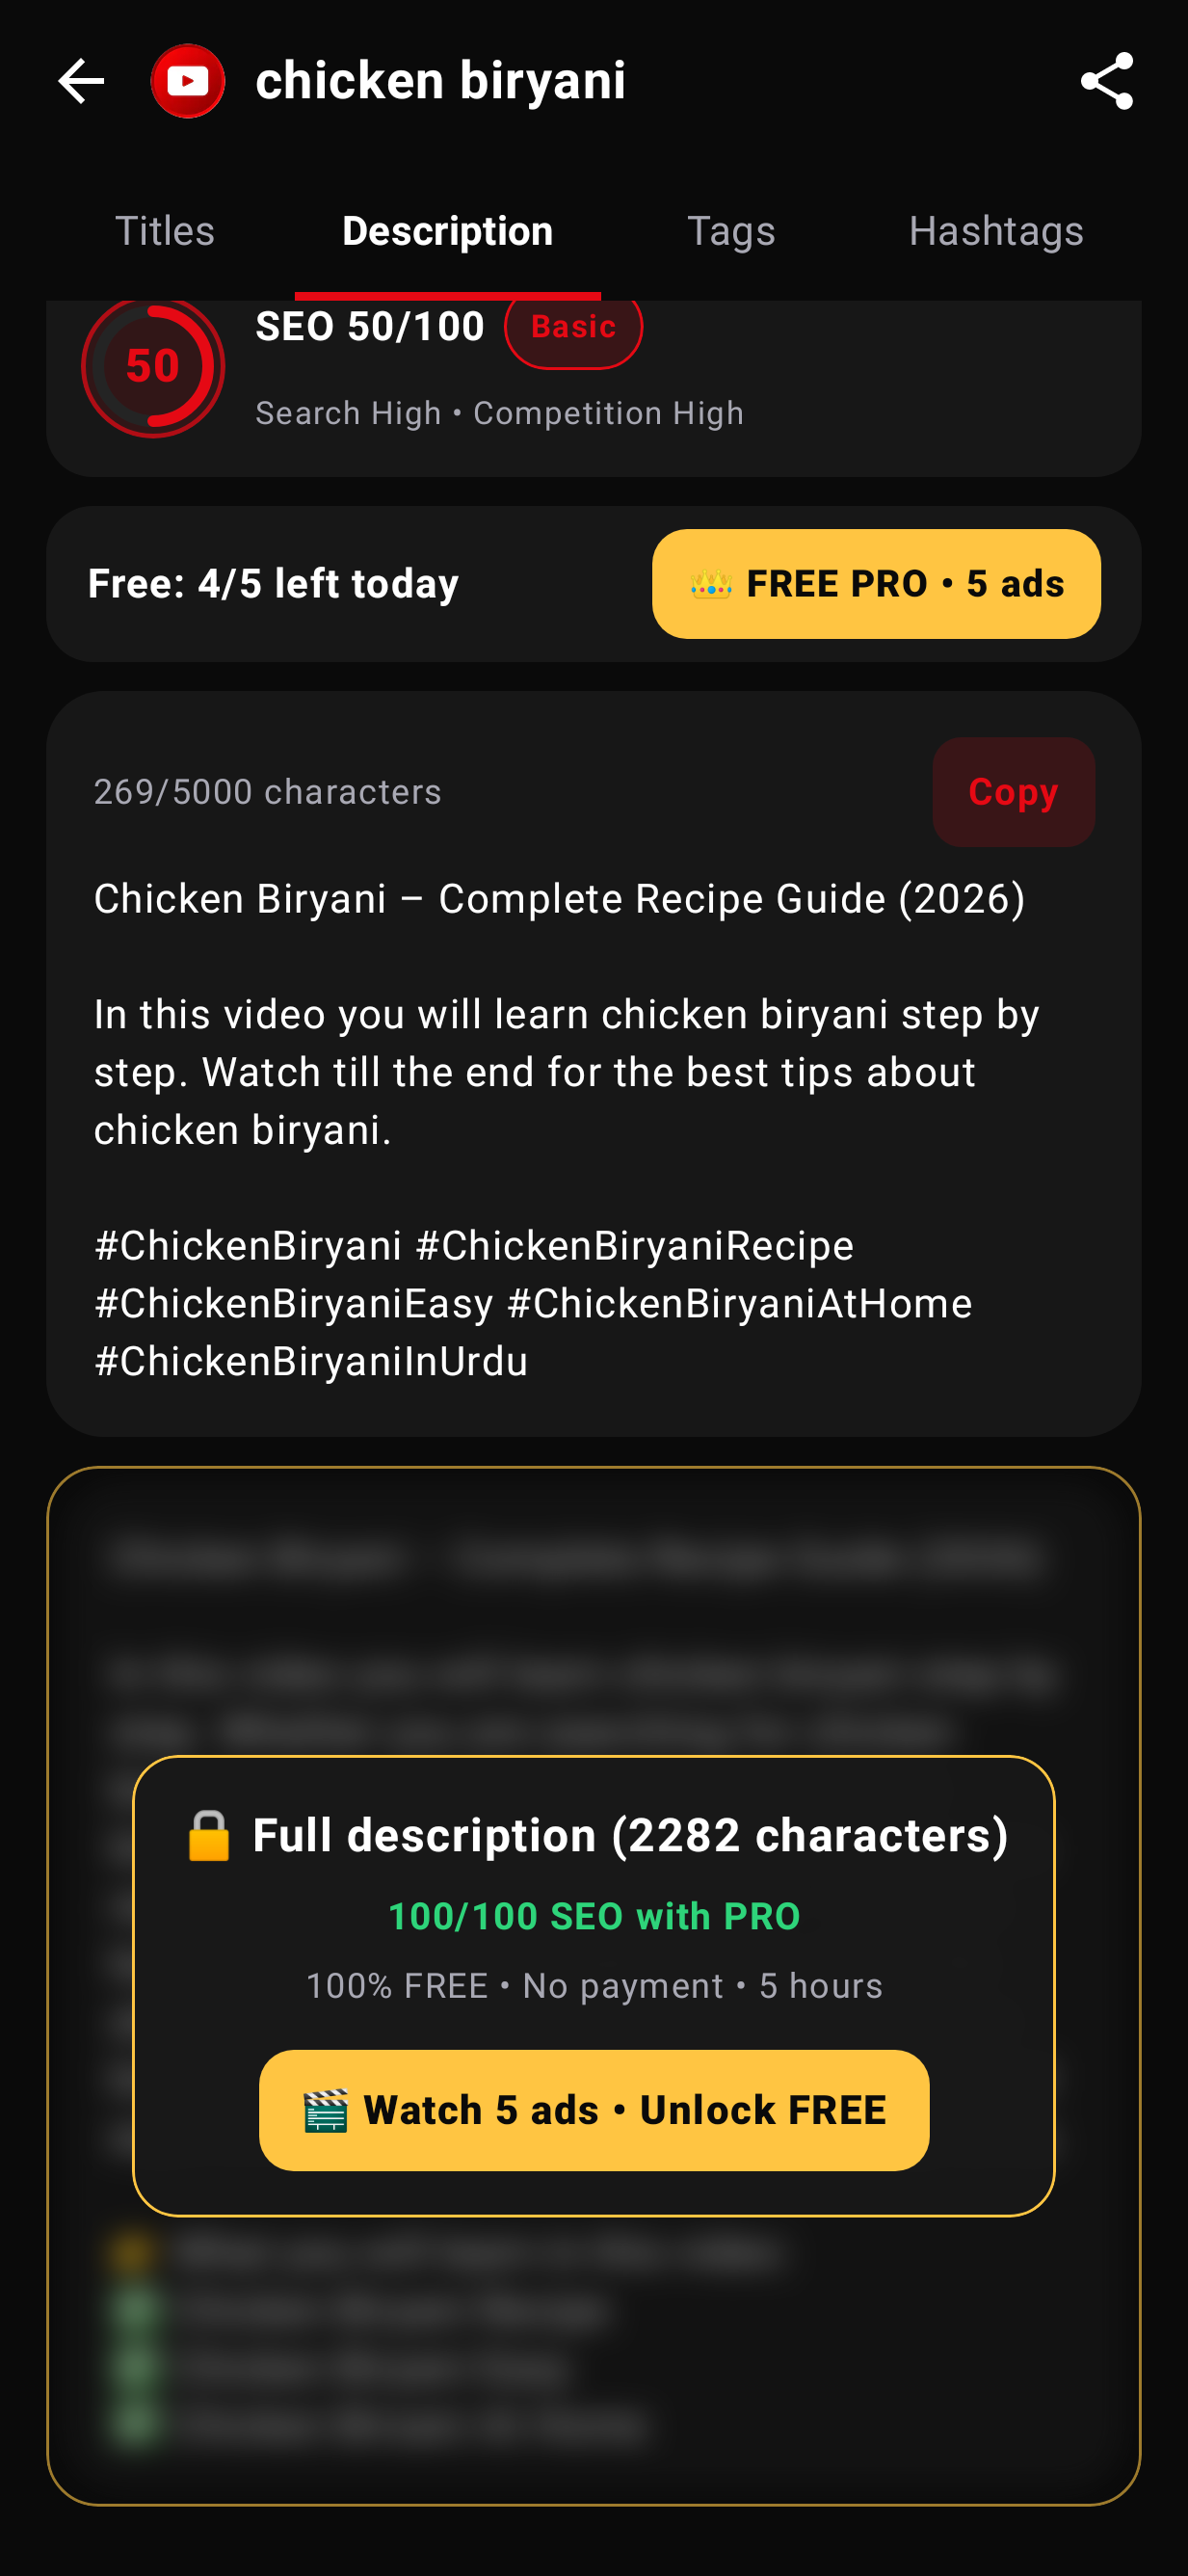 chicken biryani
Titles
Description
Tags
Hashtags
50
SEO 50/100
Basic
Search High • Competition High
Free: 4/5 left today
👑 FREE PRO • 5 ads
269/5000 characters
Copy
Chicken Biryani – Complete Recipe Guide (2026)
In this video you will learn chicken biryani step by
step. Watch till the end for the best tips about
chicken biryani.
#ChickenBiryani #ChickenBiryaniRecipe
#ChickenBiryaniEasy #ChickenBiryaniAtHome
#ChickenBiryaniInUrdu
🔒 Full description (2282 characters)
100/100 SEO with PRO
100% FREE • No payment • 5 hours
🎬 Watch 5 ads • Unlock FREE